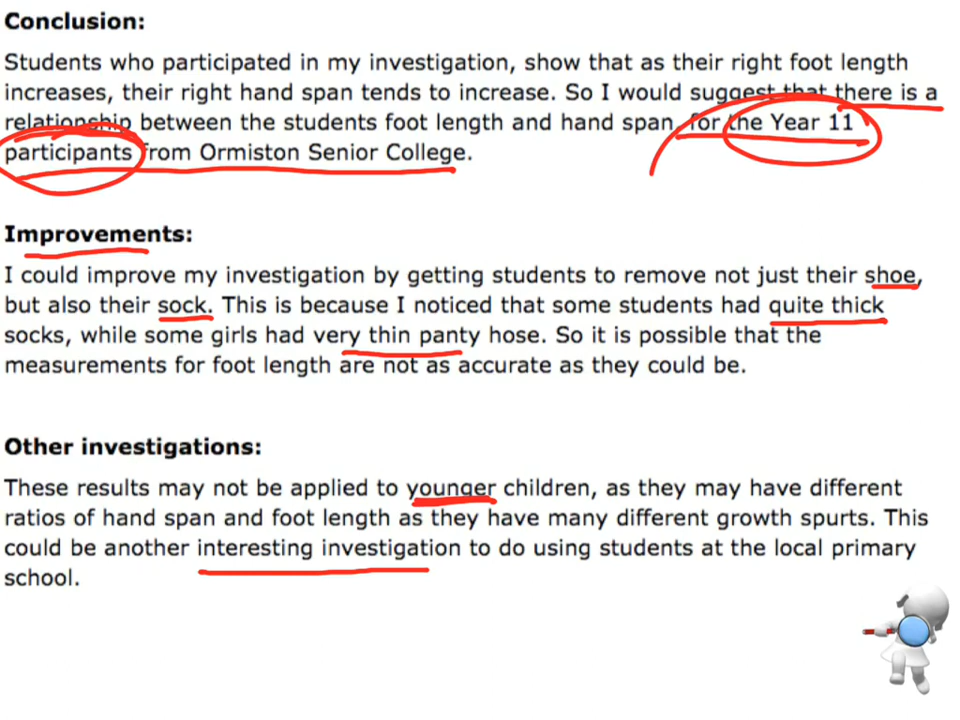 Conclusion:
Students who participated in my investigation, show that as their right foot length
increases, their right hand span tends to increase. So I would suggest that there is a
relationship between the students foot length and hand span for the Year 11
participants from Ormiston Senior College.
Improvements:
I could improve my investigation by getting students to remove not just their shoe,
but also their sock. This is because I noticed that some students had quite thick
socks, while some girls had very thin panty hose. So it is possible that the
measurements for foot length are not as accurate as they could be.
Other investigations:
These results may not be applied to younger children, as they may have different
ratios of hand span and foot length as they have many different growth spurts. This
could be another interesting investigation to do using students at the local primary
school.